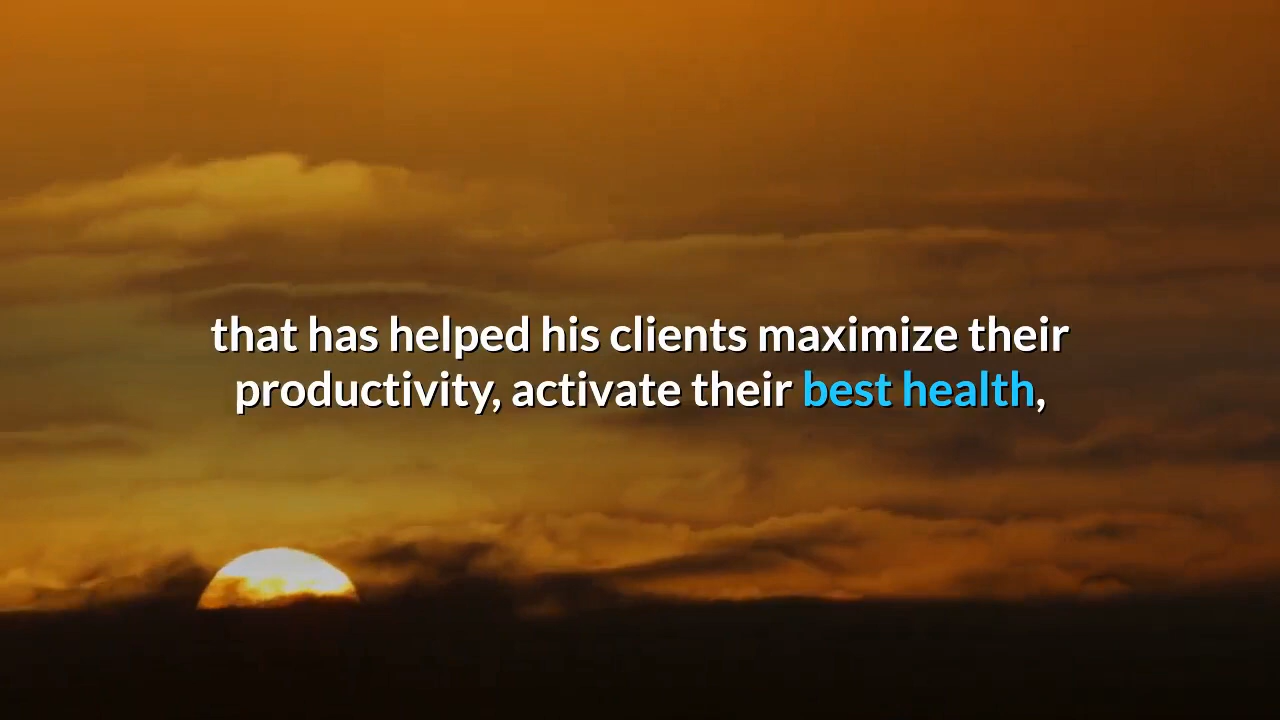 that has helped his clients maximize their
productivity, activate their best health,